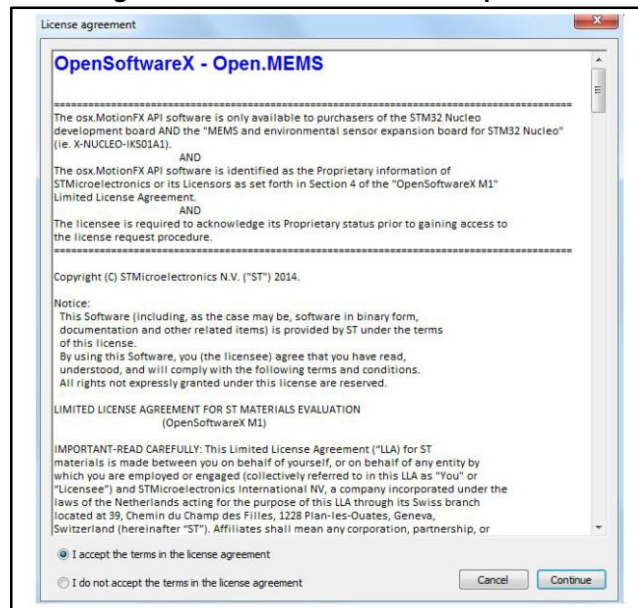 License agreement
OpenSoftwareX - Open.MEMS
==============================================================================
The osx.MotionFX API software is only available to purchasers of the STM32 Nucleo
development board AND the "MEMS and environmental sensor expansion board for STM32 Nucleo"
(ie. X-NUCLEO-IKS01A1).
AND
The osx.MotionFX API software is identified as the Proprietary information of
STMicroelectronics or its Licensors as set forth in Section 4 of the "OpenSoftwareX M1"
Limited License Agreement.
AND
The licensee is required to acknowledge its Proprietary status prior to gaining access to
the license request procedure.
==============================================================================
Copyright (C) STMicroelectronics N.V. ("ST") 2014.
Notice:
This Software (including, as the case may be, software in binary form,
documentation and other related items) is provided by ST under the terms
of this license.
By using this Software, you (the licensee) agree that you have read,
understood, and will comply with the following terms and conditions.
All rights not expressly granted under this license are reserved.
LIMITED LICENSE AGREEMENT FOR ST MATERIALS EVALUATION
(OpenSoftwareX M1)
IMPORTANT-READ CAREFULLY: This Limited License Agreement ("LLA) for ST
materials is made between you on behalf of yourself, or on behalf of any entity by
which you are employed or engaged (collectively referred to in this LLA as "You" or
"Licensee") and STMicroelectronics International NV, a company incorporated under the
laws of the Netherlands acting for the purpose of this LLA through its Swiss branch
located at 39, Chemin du Champ des Filles, 1228 Plan-les-Ouates, Geneva,
Switzerland (hereinafter "ST"). Affiliates shall mean any corporation, partnership, or
I accept the terms in the license agreement
I do not accept the terms in the license agreement
Cancel Continue